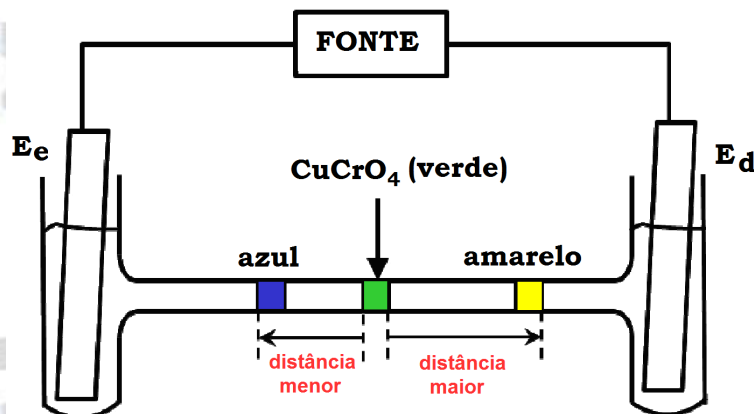 FONTE
Ee
Ed
CuCrO₄ (verde)
azul
amarelo
distância
menor
distância
maior